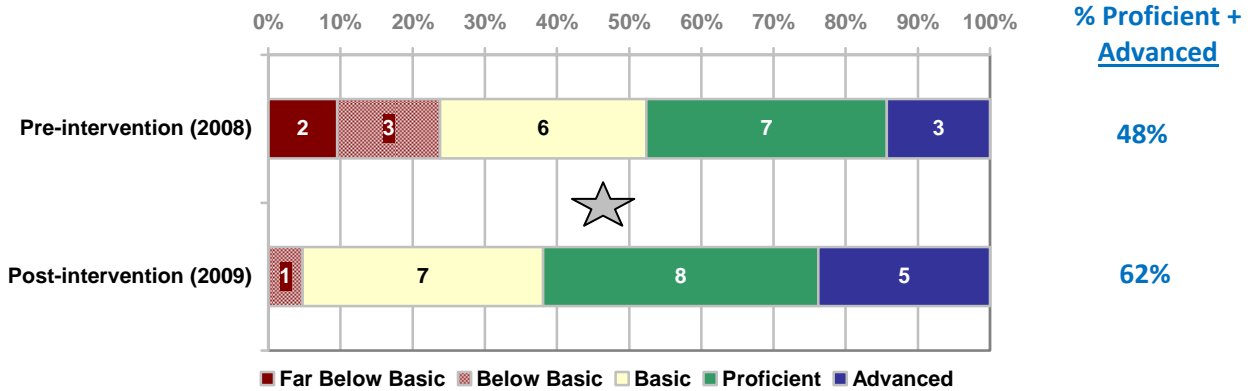 0% 10% 20% 30% 40% 50% 60% 70% 80% 90% 100%
% Proficient +
Advanced
Pre-intervention (2008) 2 3 6 7 3 48%
Post-intervention (2009) 1 7 8 5 62%
Far Below Basic Below Basic Basic Proficient Advanced